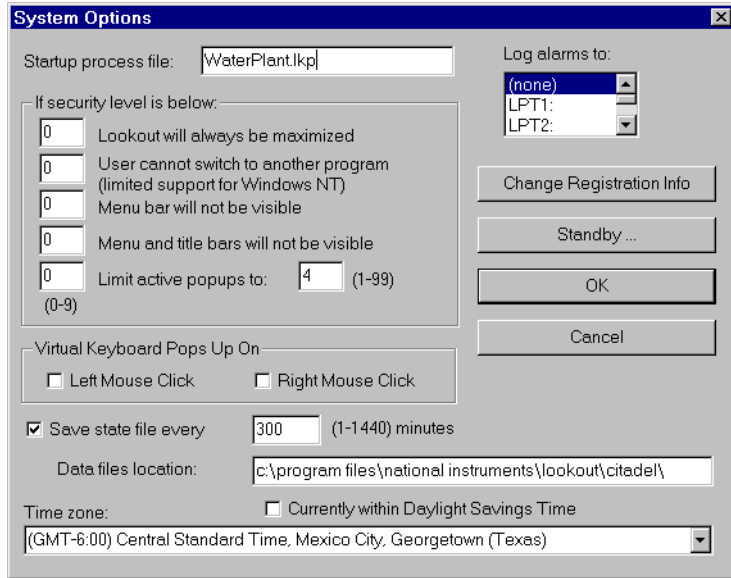 System Options
Startup process file: WaterPlant.lkp
Log alarms to:
(none)
LPT1:
LPT2:
If security level is below:
0 Lookout will always be maximized
0 User cannot switch to another program
(limited support for Windows NT)
0 Menu bar will not be visible
0 Menu and title bars will not be visible
0 Limit active popups to: 4 (1-99)
(0-9)
Change Registration Info
Standby ...
OK
Cancel
Virtual Keyboard Pops Up On
Left Mouse Click Right Mouse Click
Save state file every 300 (1-1440) minutes
Data files location: c:\program files\national instruments\lookout\citadel\
Time zone: Currently within Daylight Savings Time
(GMT-6:00) Central Standard Time, Mexico City, Georgetown (Texas)